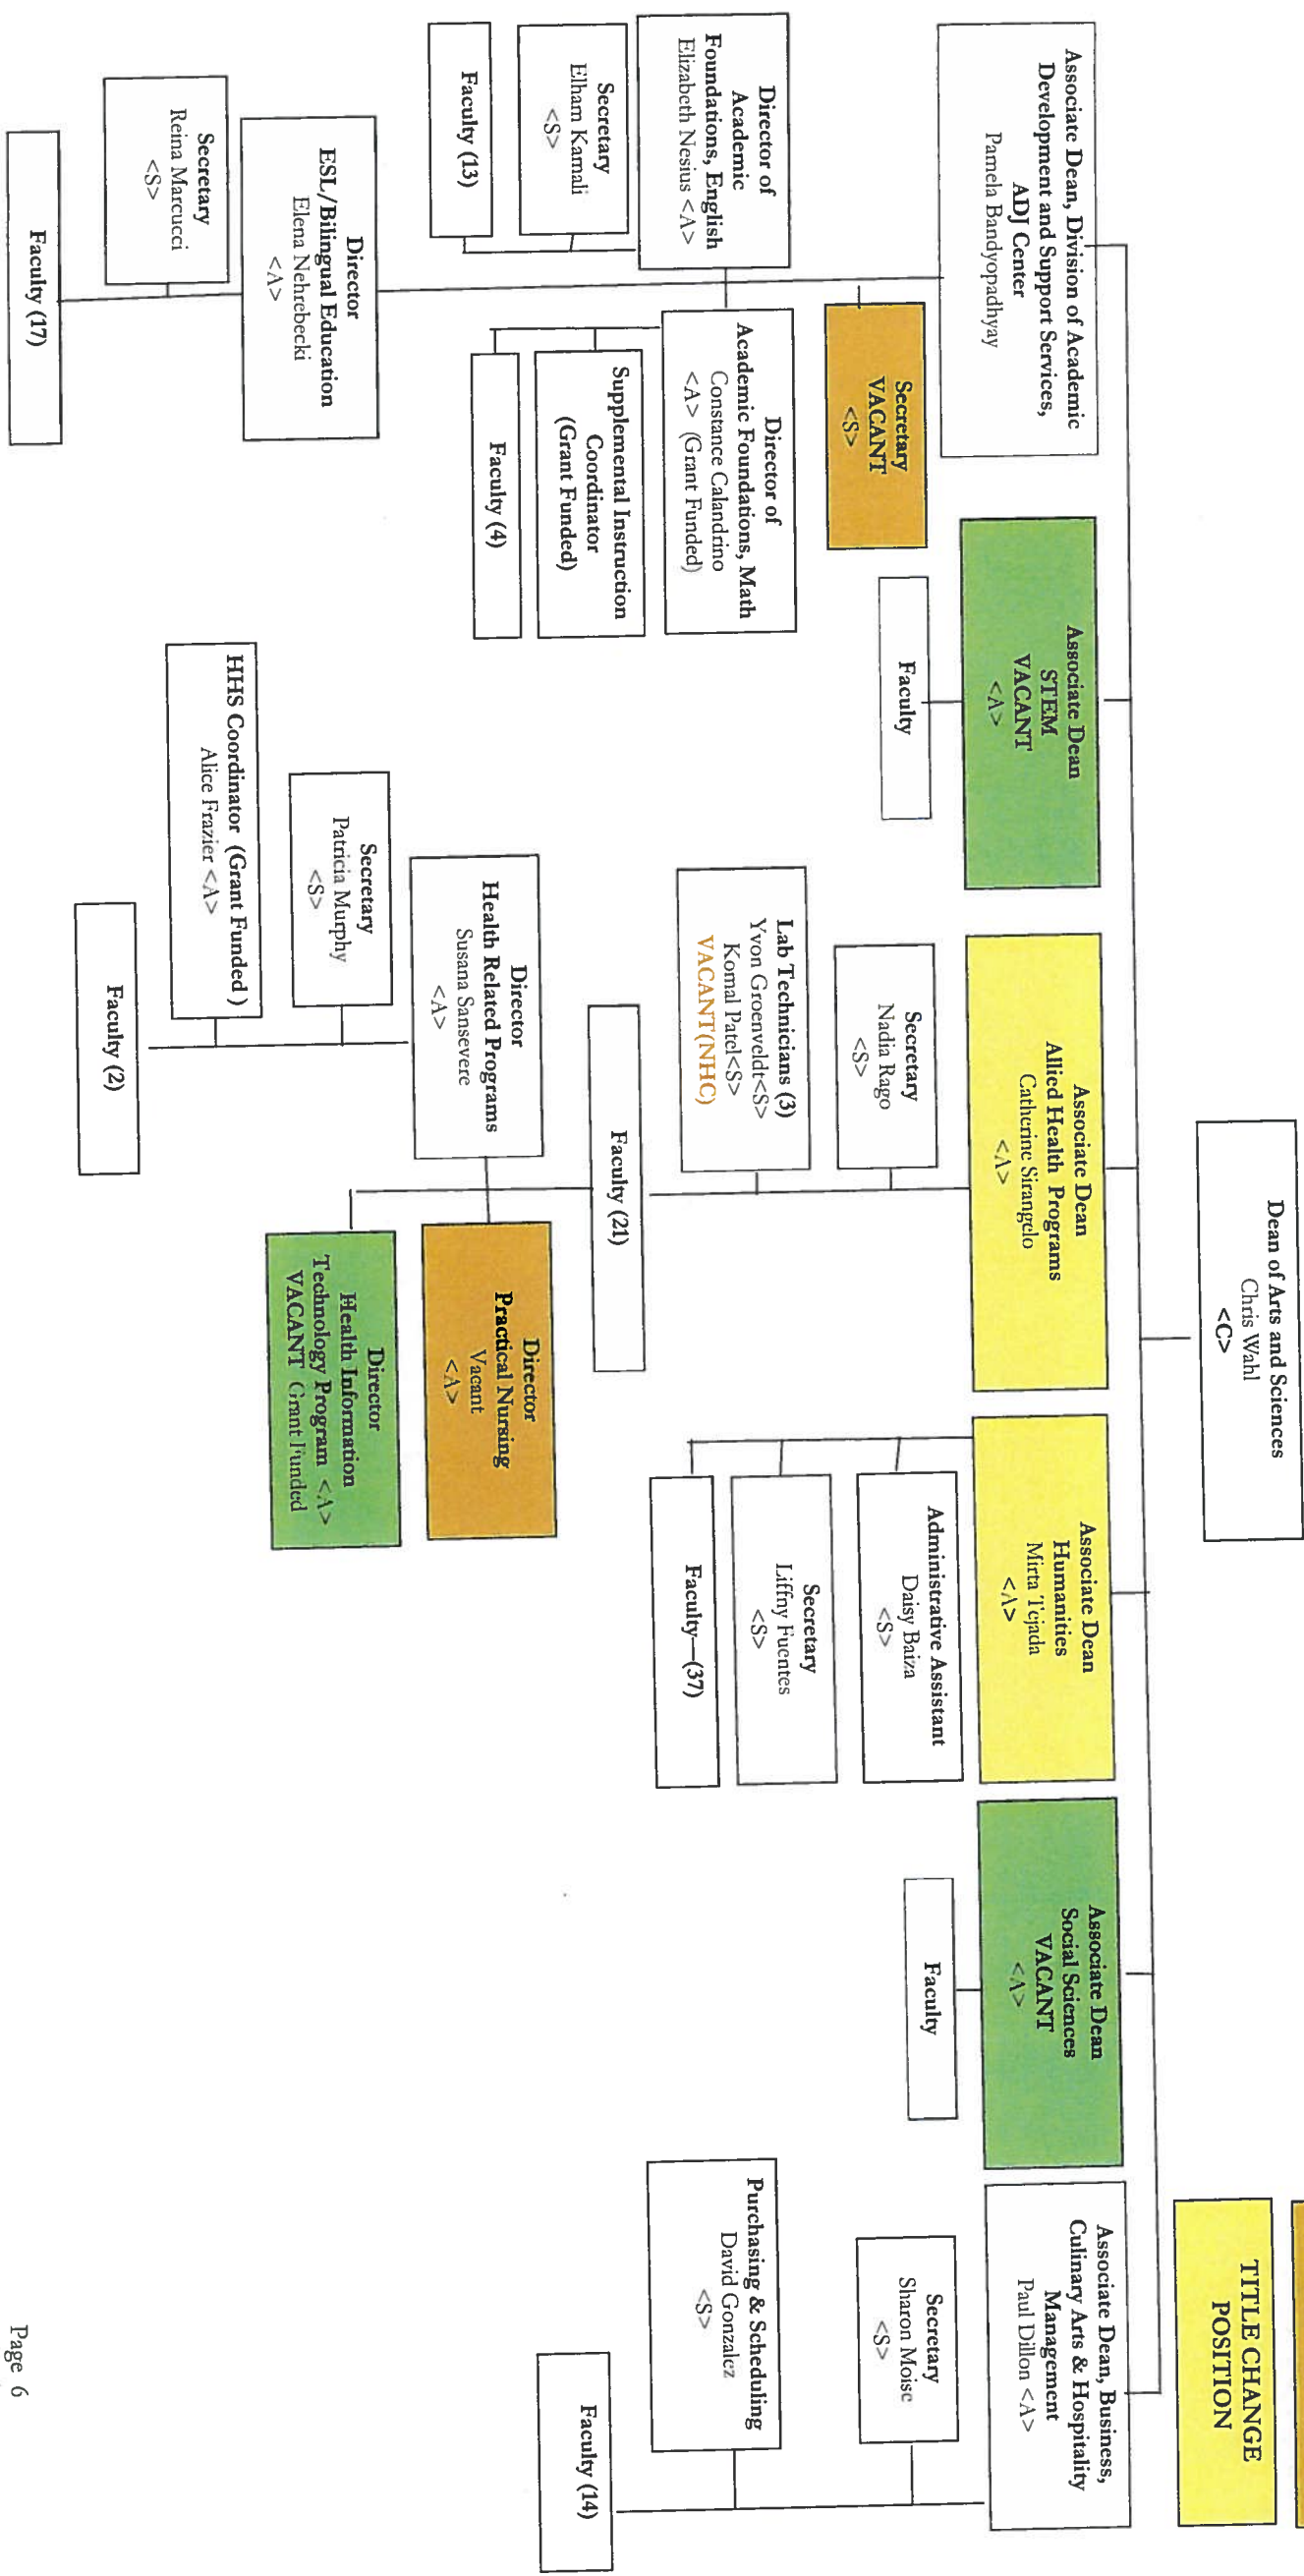 TITLE CHANGE
POSITION
Dean of Arts and Sciences
Chris Wahl
<C>
Associate Dean, Division of Academic
Development and Support Services,
ADJ Center
Pamela Bandyopadhyay
Secretary
VACANT
<S>
Director of
Academic
Foundations, English
Elizabeth Nesius <A>
Secretary
Elham Kamali
<S>
Faculty (13)
Director of
Academic Foundations, Math
Constance Calandrino
<A> (Grant Funded)
Supplemental Instruction
Coordinator
(Grant Funded)
Faculty (4)
Director
ESL/Bilingual Education
Elena Nehrebecki
<A>
Secretary
Reina Marcucci
<S>
Faculty (17)
Associate Dean
STEM
VACANT
<A>
Faculty
Associate Dean
Allied Health Programs
Catherine Sirangelo
<A>
Secretary
Nadia Rago
<S>
Lab Technicians (3)
Yvon Groenveldt<S>
Komal Patel<S>
VACANT(NHC)
Faculty (21)
Director
Health Related Programs
Susana Sansevere
<A>
Secretary
Patricia Murphy
<S>
HHS Coordinator (Grant Funded )
Alice Frazier <A>
Faculty (2)
Director
Practical Nursing
Vacant
<A>
Director
Health Information
Technology Program <A>
VACANT Grant Funded
Associate Dean
Humanities
Mirta Tejada
<A>
Administrative Assistant
Daisy Baiza
<S>
Secretary
Liffny Fuentes
<S>
Faculty—(37)
Associate Dean
Social Sciences
VACANT
<A>
Faculty
Associate Dean, Business,
Culinary Arts & Hospitality
Management
Paul Dillon <A>
Secretary
Sharon Moise
<S>
Purchasing & Scheduling
David Gonzalez
<S>
Faculty (14)
Page 6